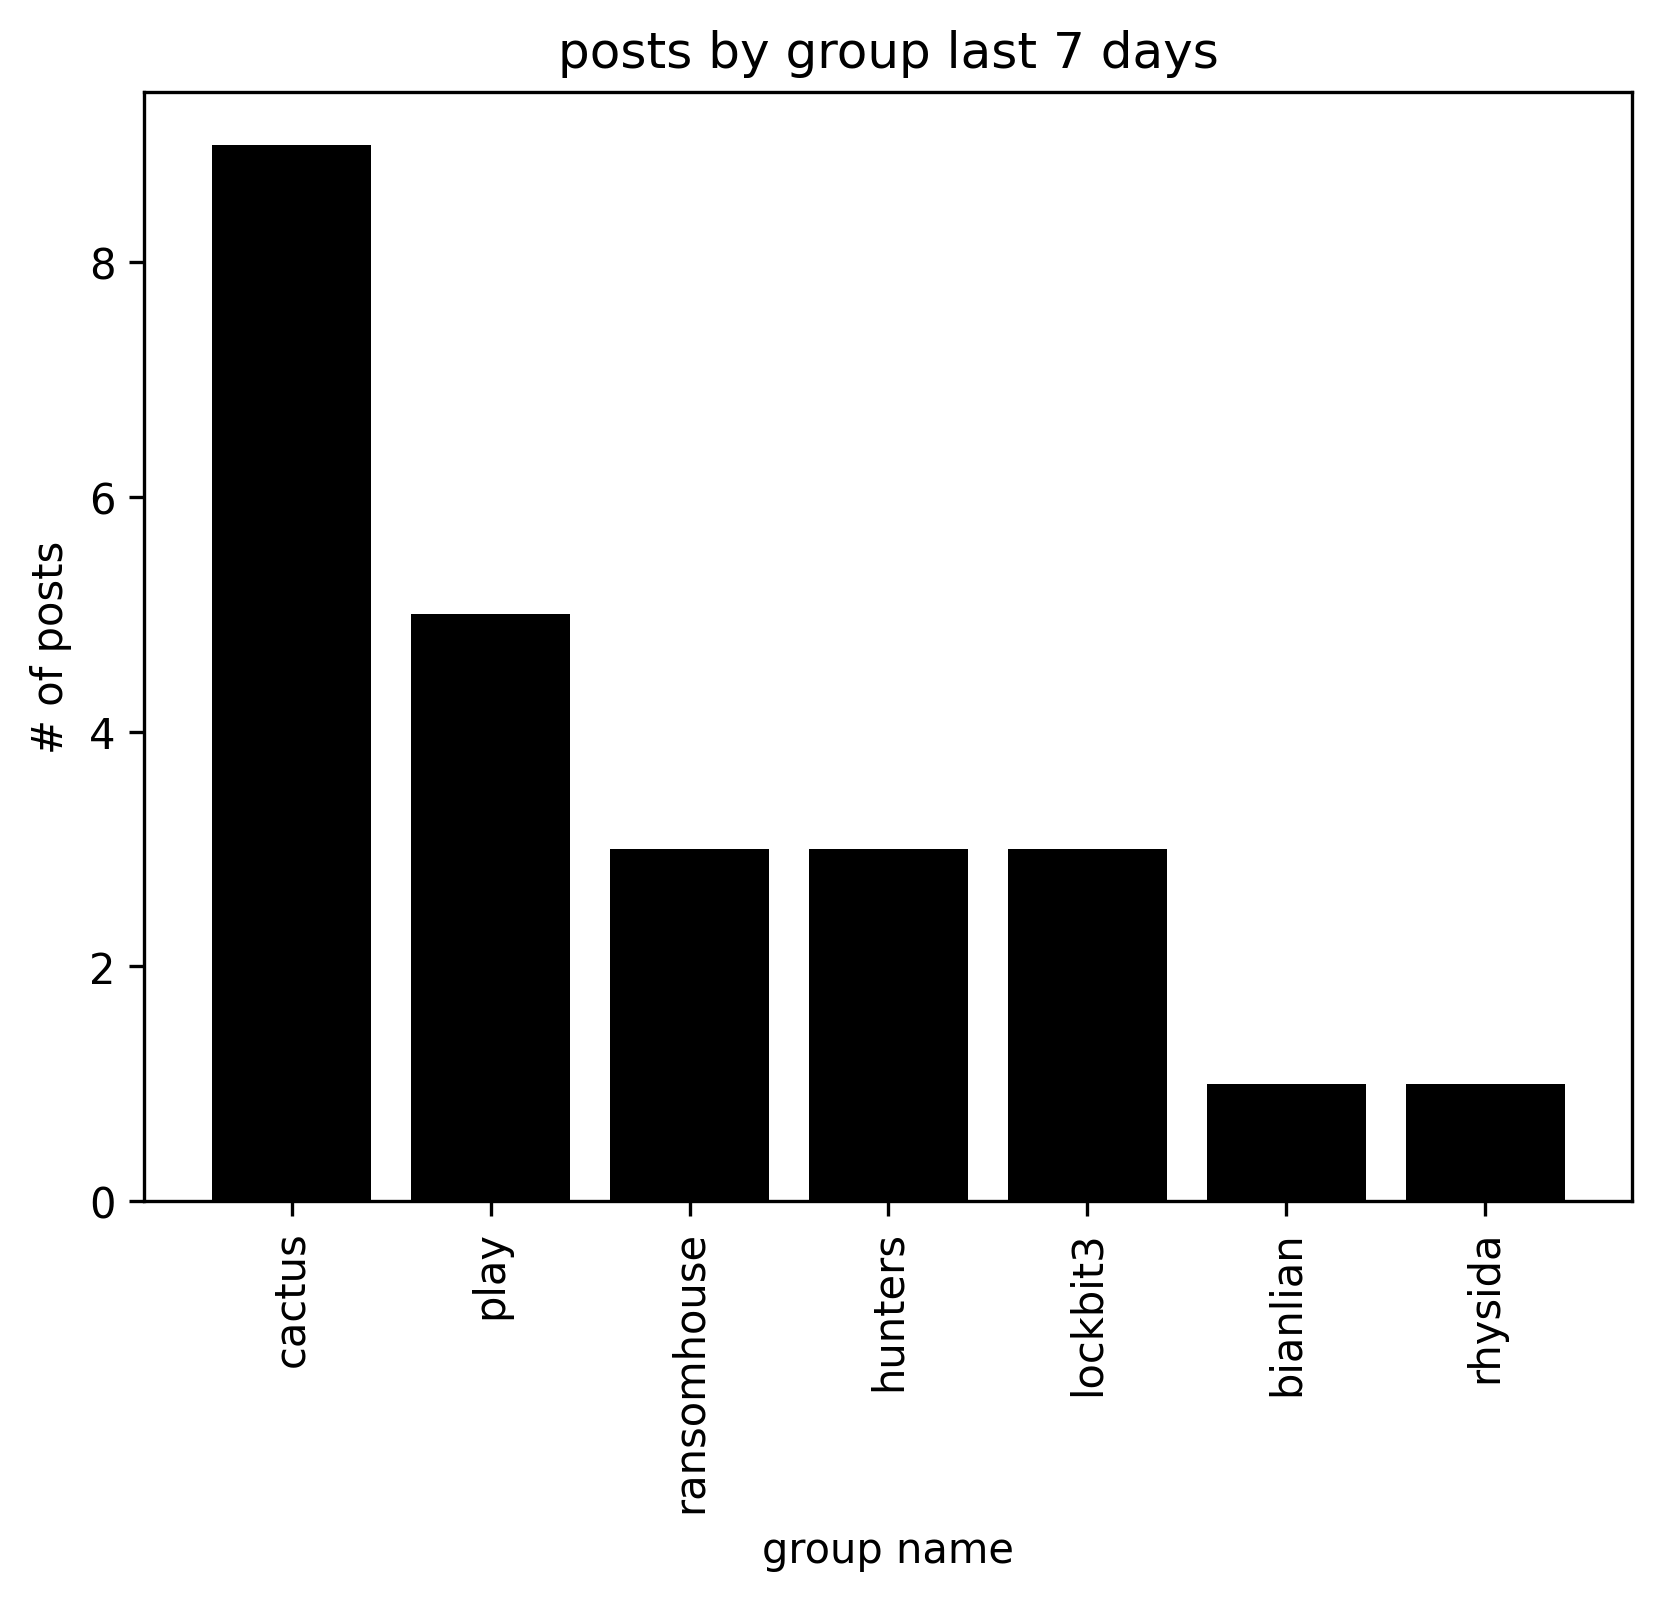 posts by group last 7 days
# of posts
8
6
4
2
0
cactus
play
ransomhouse
hunters
lockbit3
bianlian
rhysida
group name